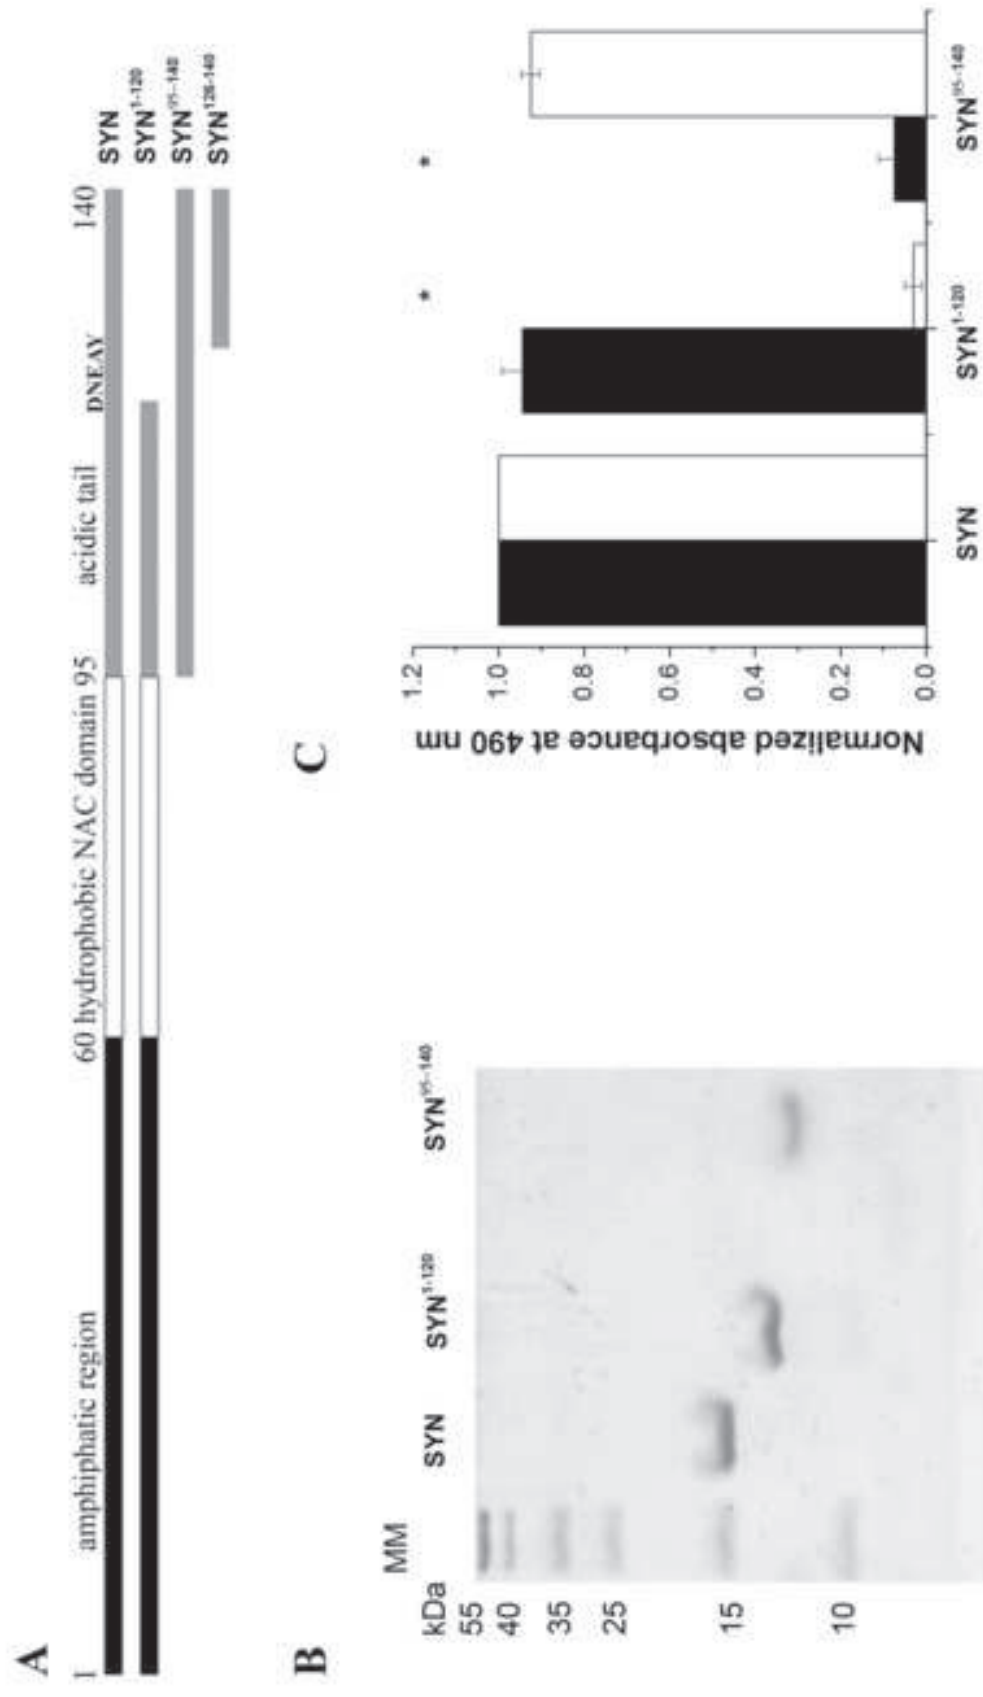 A
1 amphiphatic region 60 hydrophobic NAC domain 95 acidic tail DNEAY 140
SYN
SYN¹⁻¹²⁰
SYN⁹⁵⁻¹⁴⁰
SYN¹²⁶⁻¹⁴⁰
B
kDa MM SYN SYN¹⁻¹²⁰ SYN⁹⁵⁻¹⁴⁰
55
40
35
25
15
10
C
Normalized absorbance at 490 nm
1.2
1.0
0.8
0.6
0.4
0.2
0.0
* *
SYN SYN¹⁻¹²⁰ SYN⁹⁵⁻¹⁴⁰